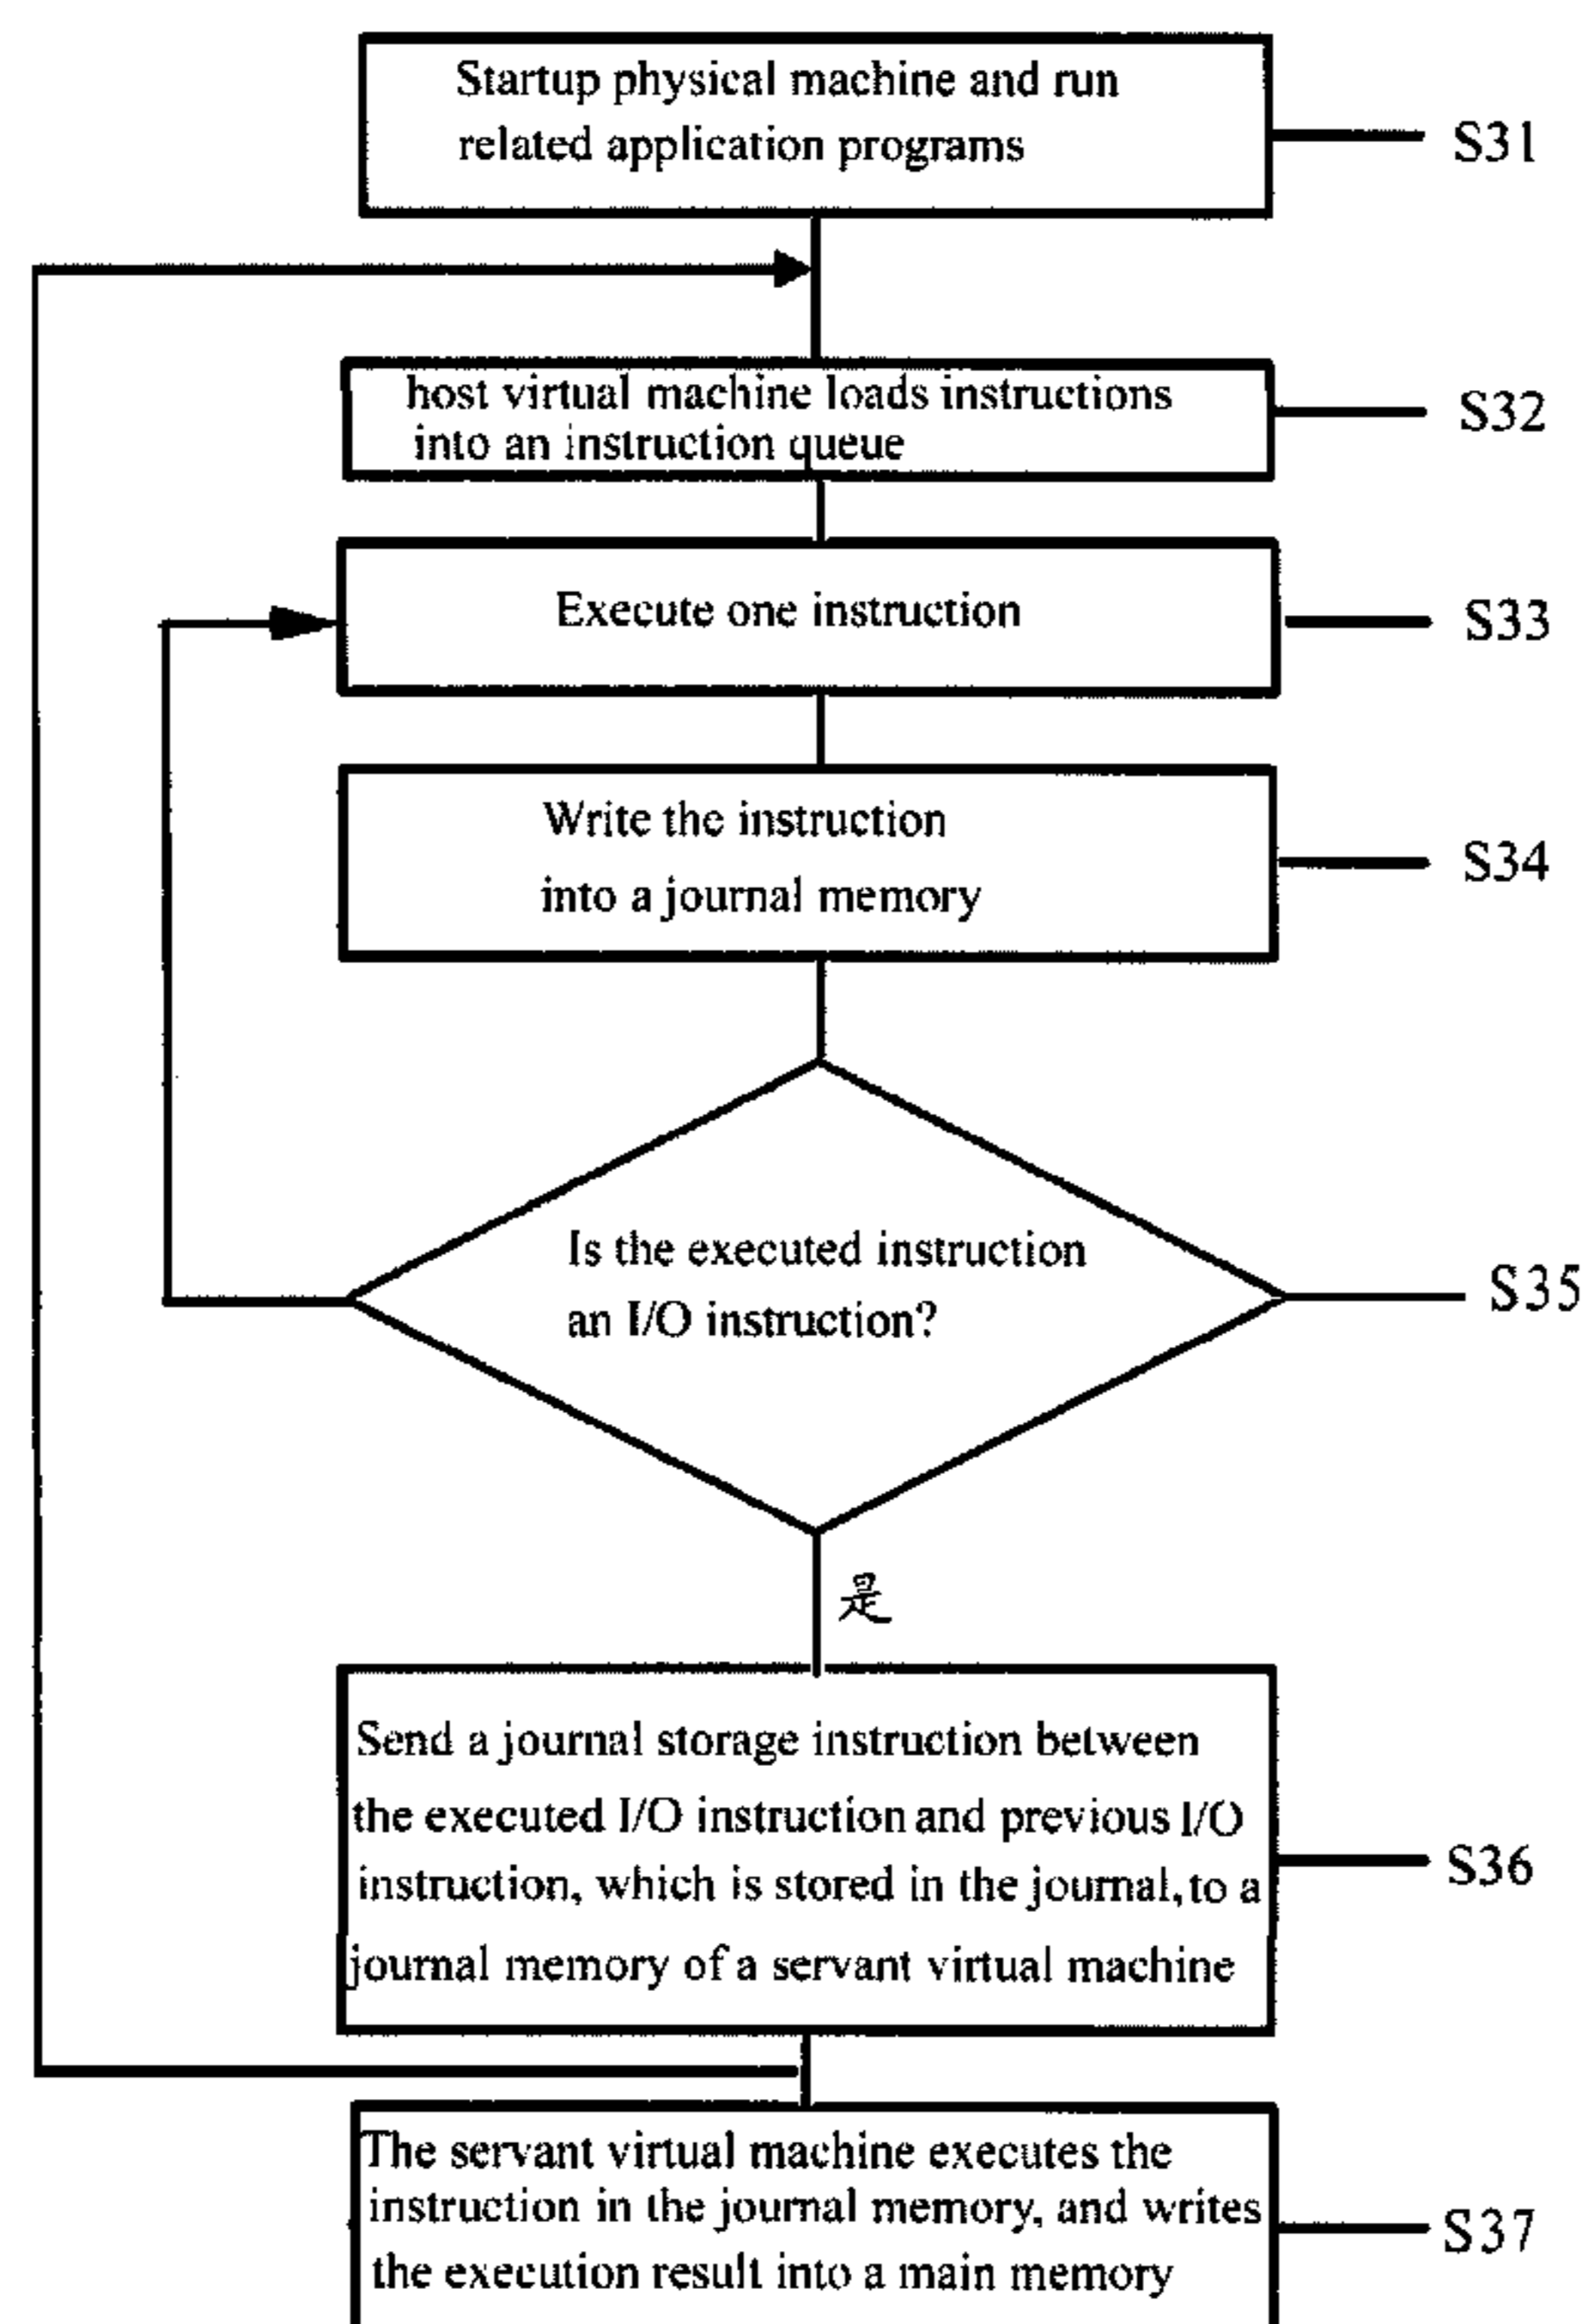 Startup physical machine and run
related application programs
S31
host virtual machine loads instructions
into an instruction queue
S32
Execute one instruction
S33
Write the instruction
into a journal memory
S34
Is the executed instruction
an I/O instruction?
S35
是
Send a journal storage instruction between
the executed I/O instruction and previous I/O
instruction, which is stored in the journal, to a
journal memory of a servant virtual machine
S36
The servant virtual machine executes the
instruction in the journal memory, and writes
the execution result into a main memory
S37